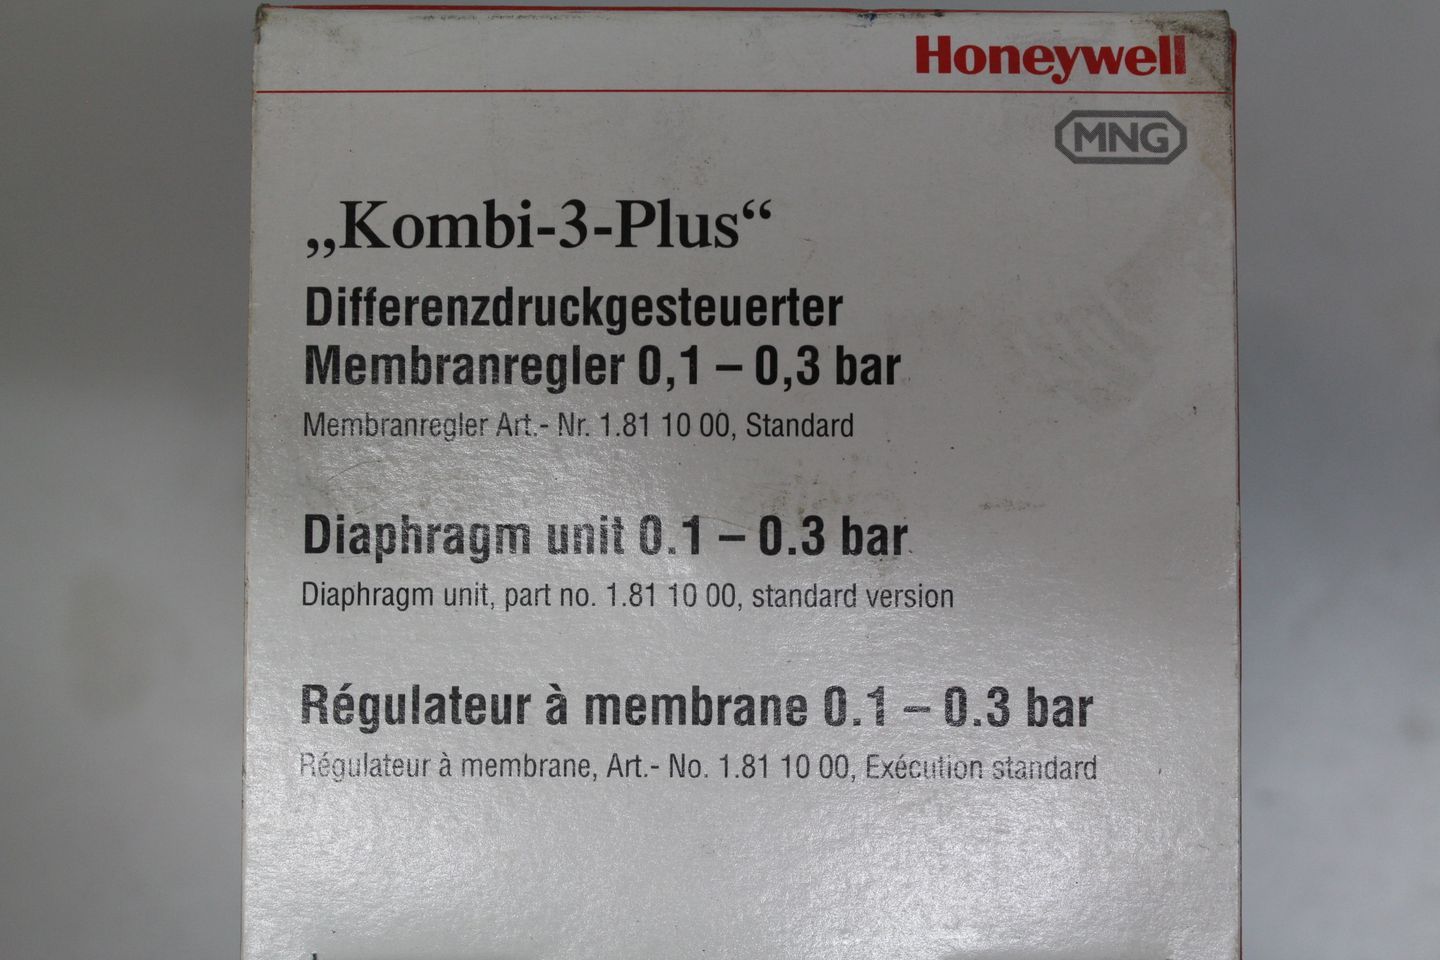 Honeywell
MNG
„Kombi-3-Plus“
Differenzdruckgesteuerter
Membranregler 0,1 – 0,3 bar
Membranregler Art.- Nr. 1.81 10 00, Standard
Diaphragm unit 0.1 – 0.3 bar
Diaphragm unit, part no. 1.81 10 00, standard version
Régulateur à membrane 0.1 – 0.3 bar
Régulateur à membrane, Art.- No. 1.81 10 00, Exécution standard